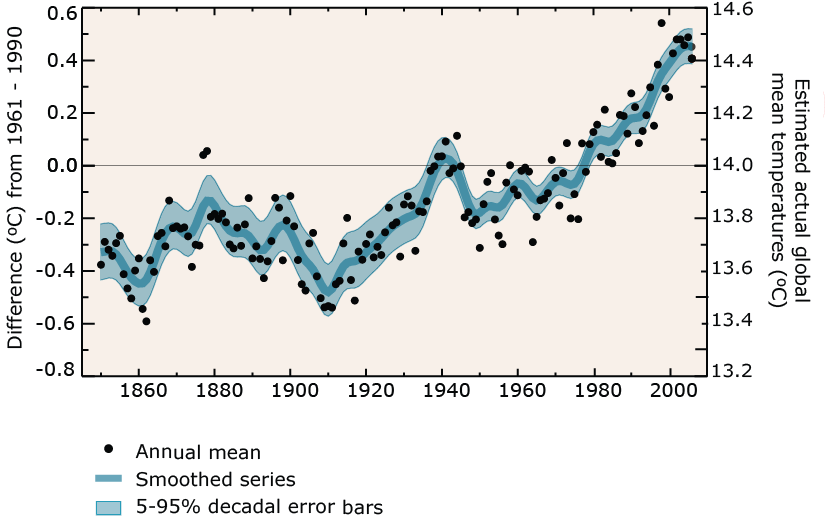 Difference (ºC) from 1961 - 1990
0.6
0.4
0.2
0.0
-0.2
-0.4
-0.6
-0.8
14.6
14.4
14.2
14.0
13.8
13.6
13.4
13.2
Estimated actual global
mean temperatures (ºC)
1860 1880 1900 1920 1940 1960 1980 2000
Annual mean
Smoothed series
5-95% decadal error bars